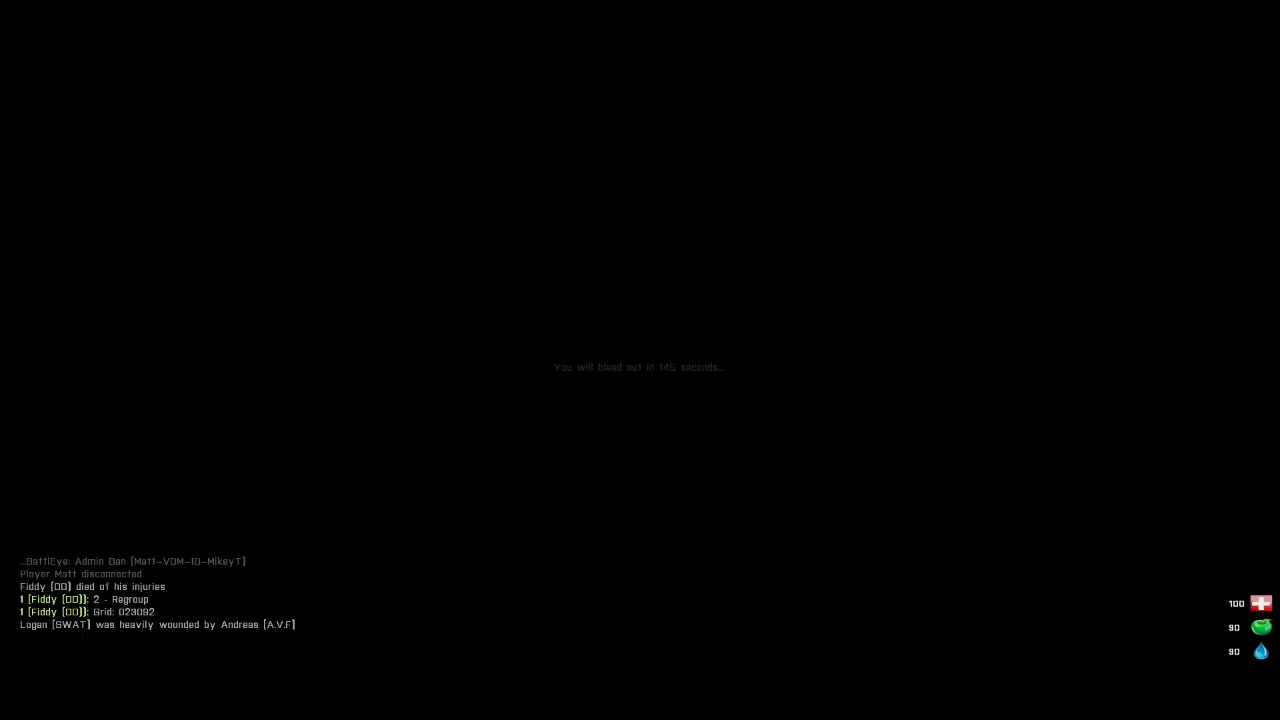 You will bleed out in 145 seconds...
...BattlEye: Admin Ban (Matt-VDM-10-MikeyT)
Player Matt disconnected
Fiddy (OD) died of his injuries
1 (Fiddy (OD)): 2 - Regroup
1 (Fiddy (OD)): Grid: 023092
Logan [SWAT] was heavily wounded by Andreas [A.V.F]
100
90
90